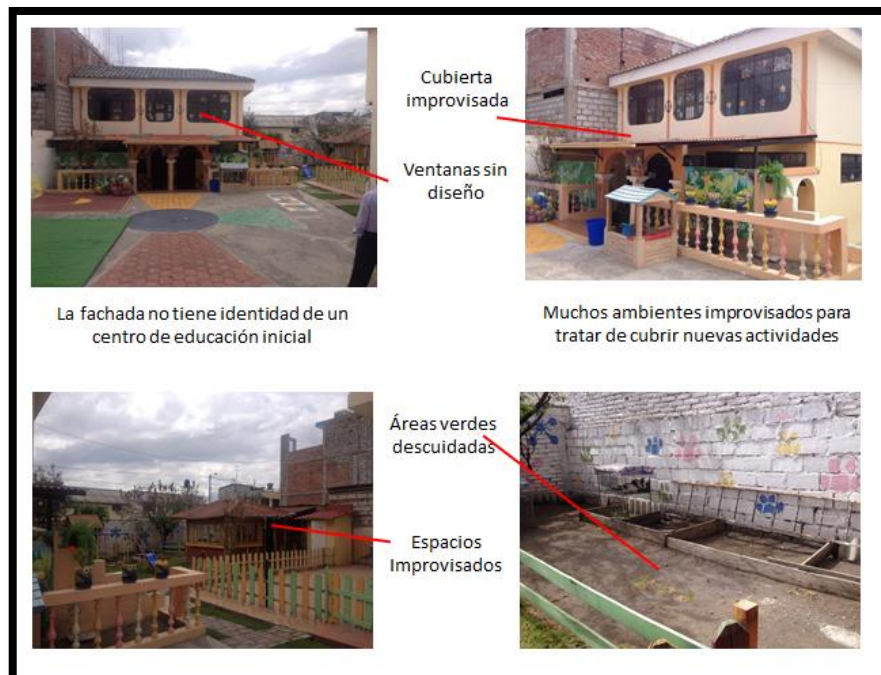 Cubierta
improvisada
Ventanas sin
diseño
La fachada no tiene identidad de un
centro de educación inicial
Muchos ambientes improvisados para
tratar de cubrir nuevas actividades
Áreas verdes
descuidadas
Espacios
Improvisados